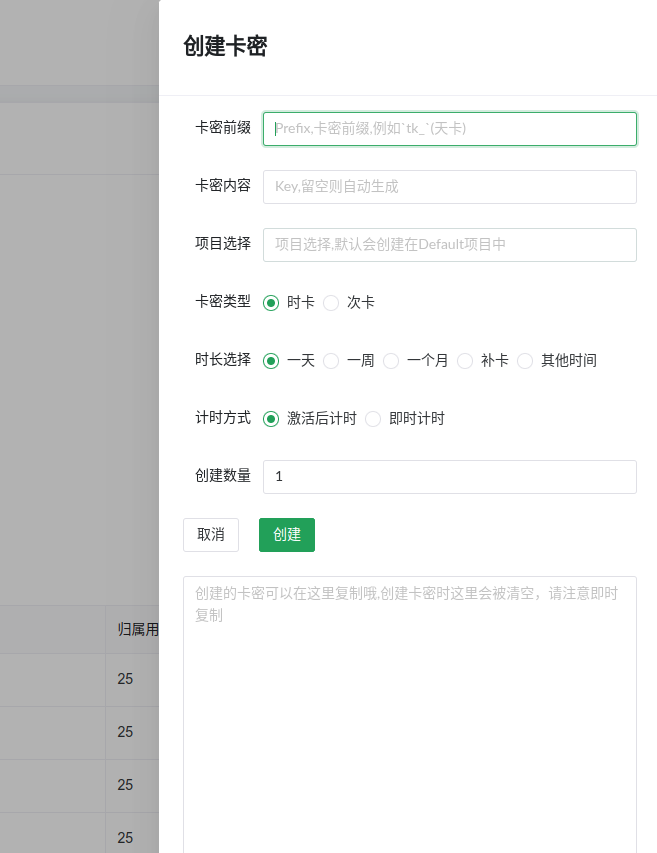 创建卡密
卡密前缀 Prefix,卡密前缀,例如`tk_`(天卡)
卡密内容 Key,留空则自动生成
项目选择 项目选择,默认会创建在Default项目中
卡密类型 时卡 次卡
时长选择 一天 一周 一个月 补卡 其他时间
计时方式 激活后计时 即时计时
创建数量 1
取消 创建
创建的卡密可以在这里复制哦,创建卡密时这里会被清空，请注意即时
复制
归属用
25
25
25
25